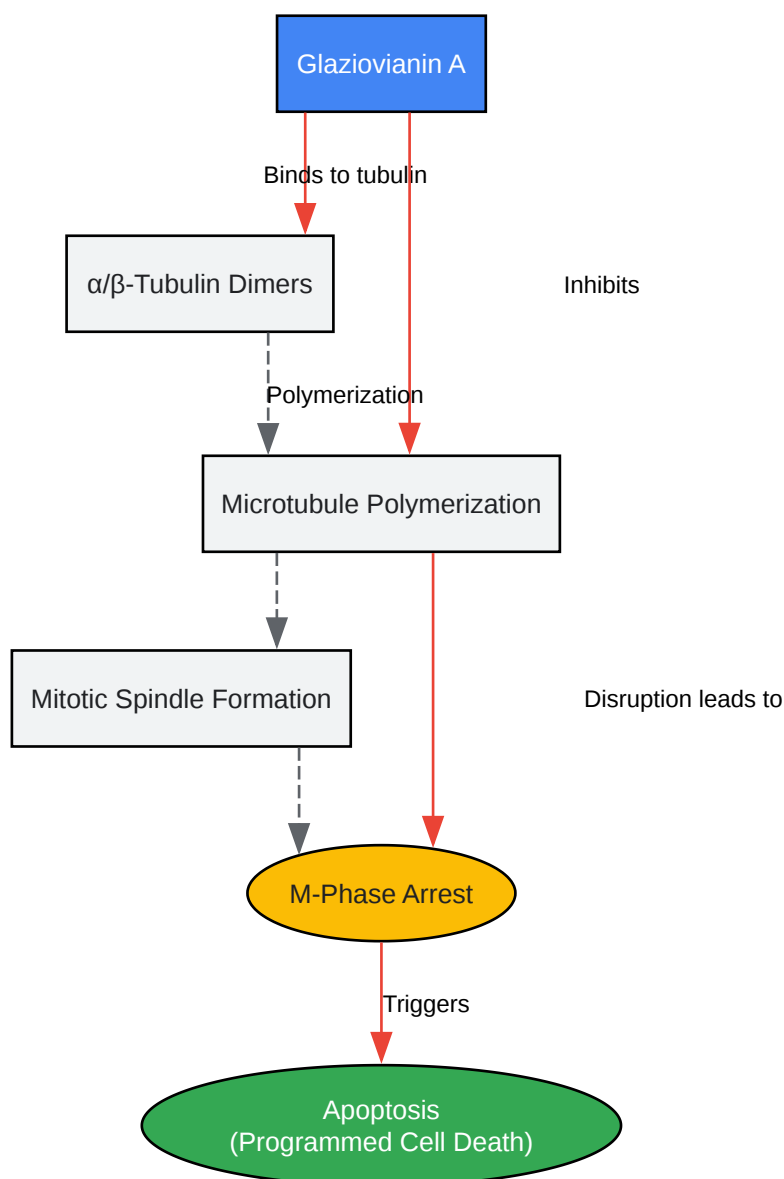 Glaziovianin A
Binds to tubulin
α/β-Tubulin Dimers
Inhibits
Polymerization
Microtubule Polymerization
Mitotic Spindle Formation
Disruption leads to
M-Phase Arrest
Triggers
Apoptosis
(Programmed Cell Death)